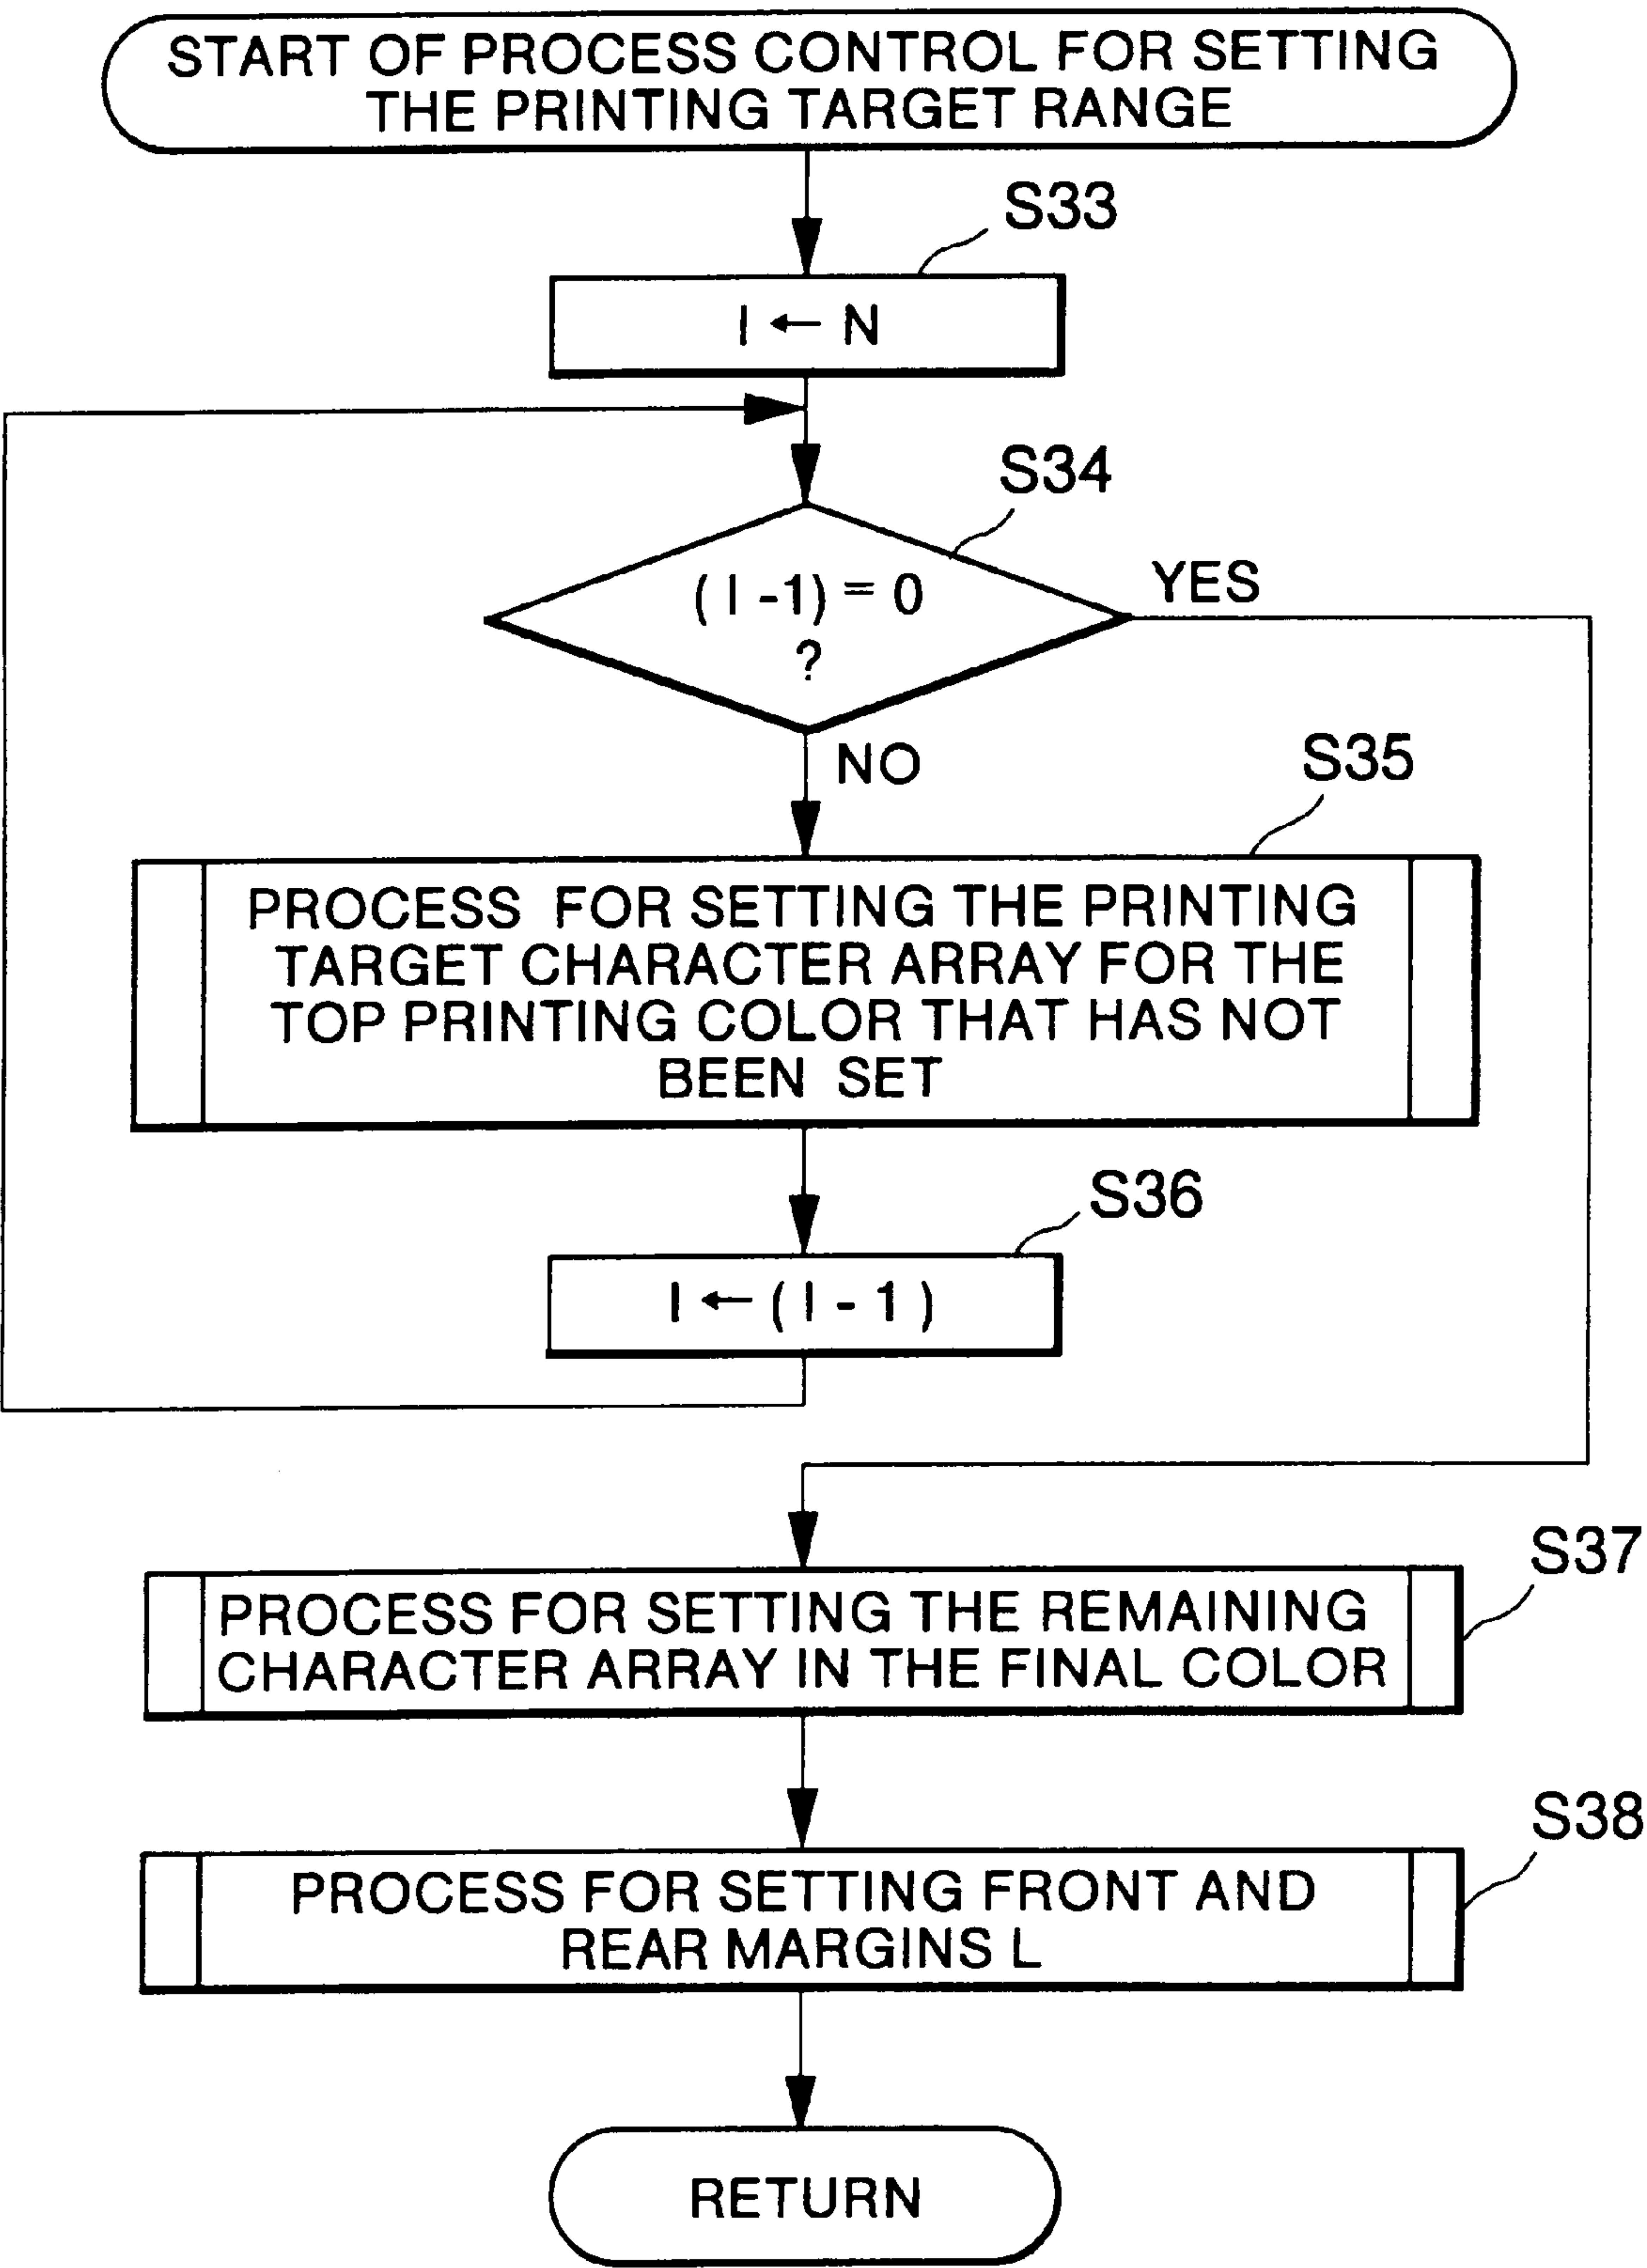 START OF PROCESS CONTROL FOR SETTING
THE PRINTING TARGET RANGE
S33
I ← N
S34
( I -1) = 0
?
YES
NO
S35
PROCESS FOR SETTING THE PRINTING
TARGET CHARACTER ARRAY FOR THE
TOP PRINTING COLOR THAT HAS NOT
BEEN SET
S36
I ← ( I - 1 )
S37
PROCESS FOR SETTING THE REMAINING
CHARACTER ARRAY IN THE FINAL COLOR
S38
PROCESS FOR SETTING FRONT AND
REAR MARGINS L
RETURN